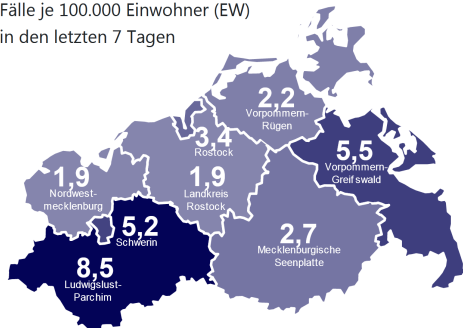 Fälle je 100.000 Einwohner (EW)
in den letzten 7 Tagen
2,2
Vorpommern-
Rügen
3,4
Rostock
5,5
Vorpommern-
Greifswald
1,9
Nordwest-
mecklenburg
1,9
Landkreis
Rostock
5,2
Schwerin
2,7
Mecklenburgische
Seenplatte
8,5
Ludwigslust-
Parchim